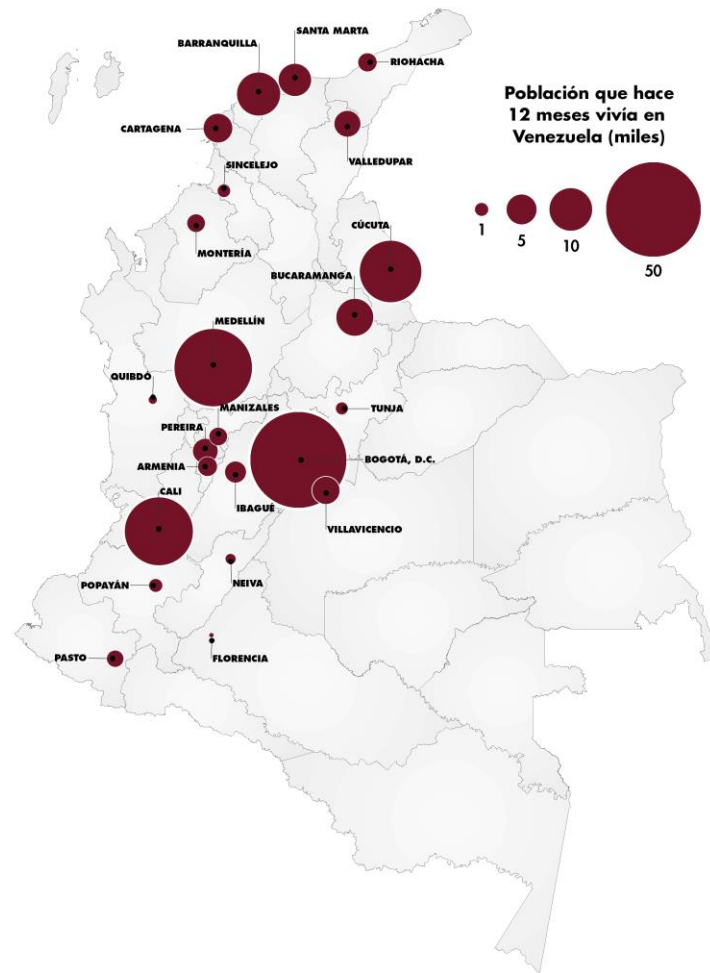 SANTA MARTA
BARRANQUILLA
RIOHACHA
Población que hace
12 meses vivía en
Venezuela (miles)
CARTAGENA
VALLEDUPAR
SINCELEJO
1
5
10
50
MONTERÍA
CÚCUTA
BUCARAMANGA
MEDELLÍN
QUIBDÓ
MANIZALES
TUNJA
PEREIRA
BOGOTÁ, D.C.
ARMENIA
IBAGUÉ
CALI
VILLAVICENCIO
NEIVA
POPAYÁN
PASTO
FLORENCIA